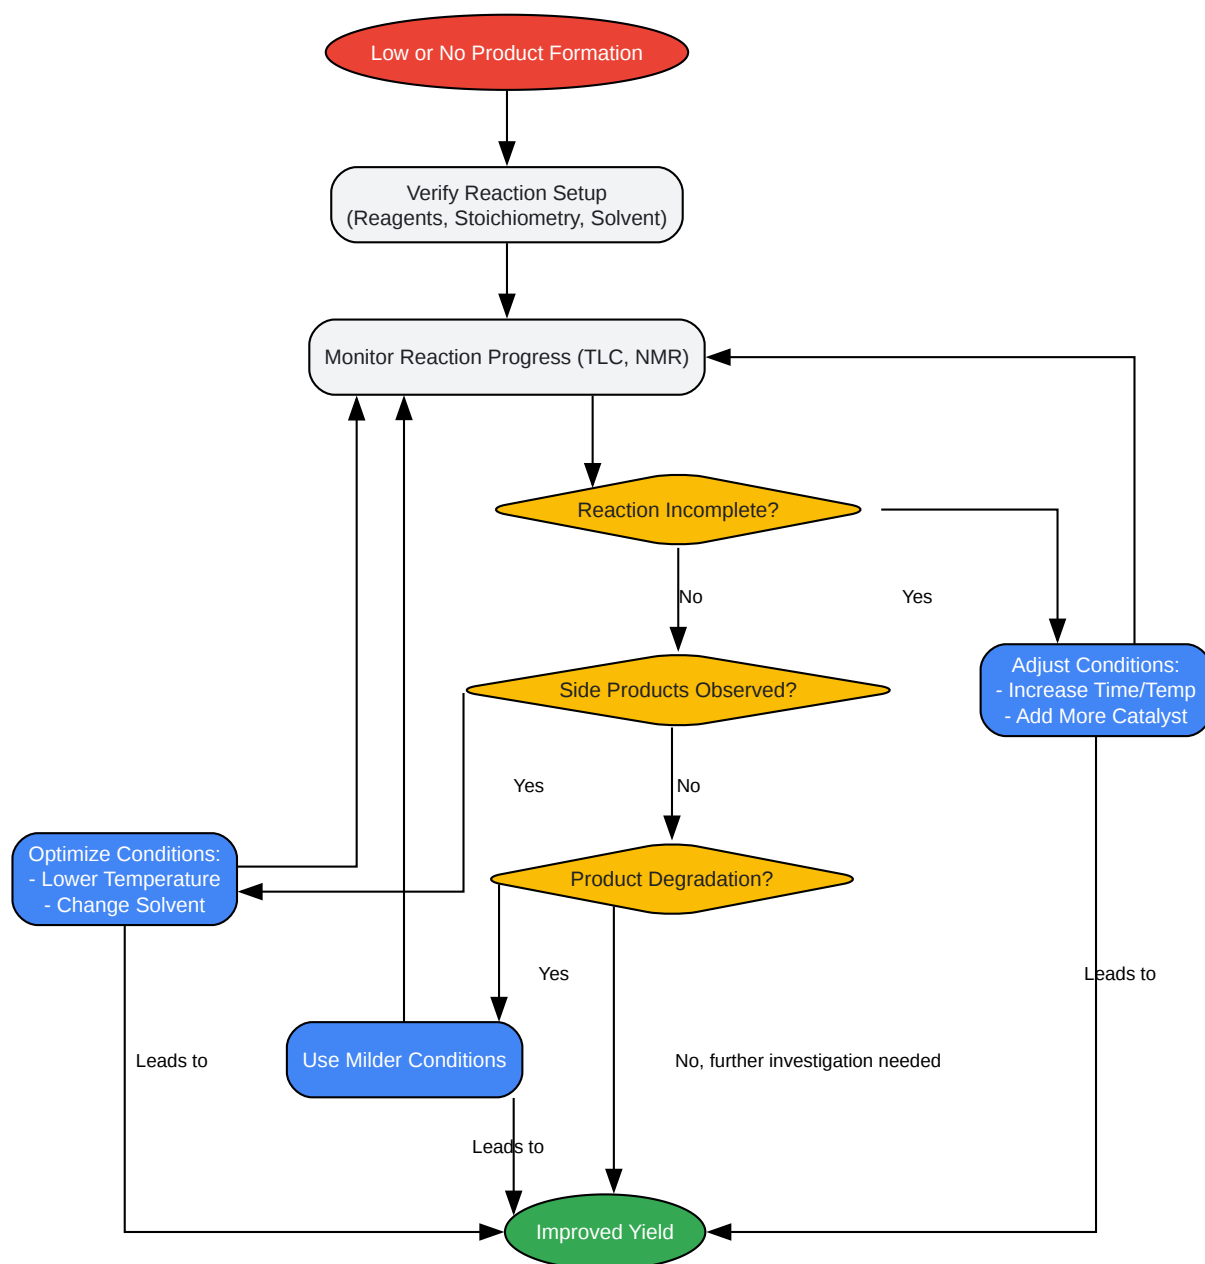 Low or No Product Formation
Verify Reaction Setup
(Reagents, Stoichiometry, Solvent)
Monitor Reaction Progress (TLC, NMR)
Reaction Incomplete?
No
Yes
Side Products Observed?
Adjust Conditions:
- Increase Time/Temp
- Add More Catalyst
Yes
No
Optimize Conditions:
- Lower Temperature
- Change Solvent
Product Degradation?
Yes
Leads to
Use Milder Conditions
Leads to
No, further investigation needed
Leads to
Improved Yield